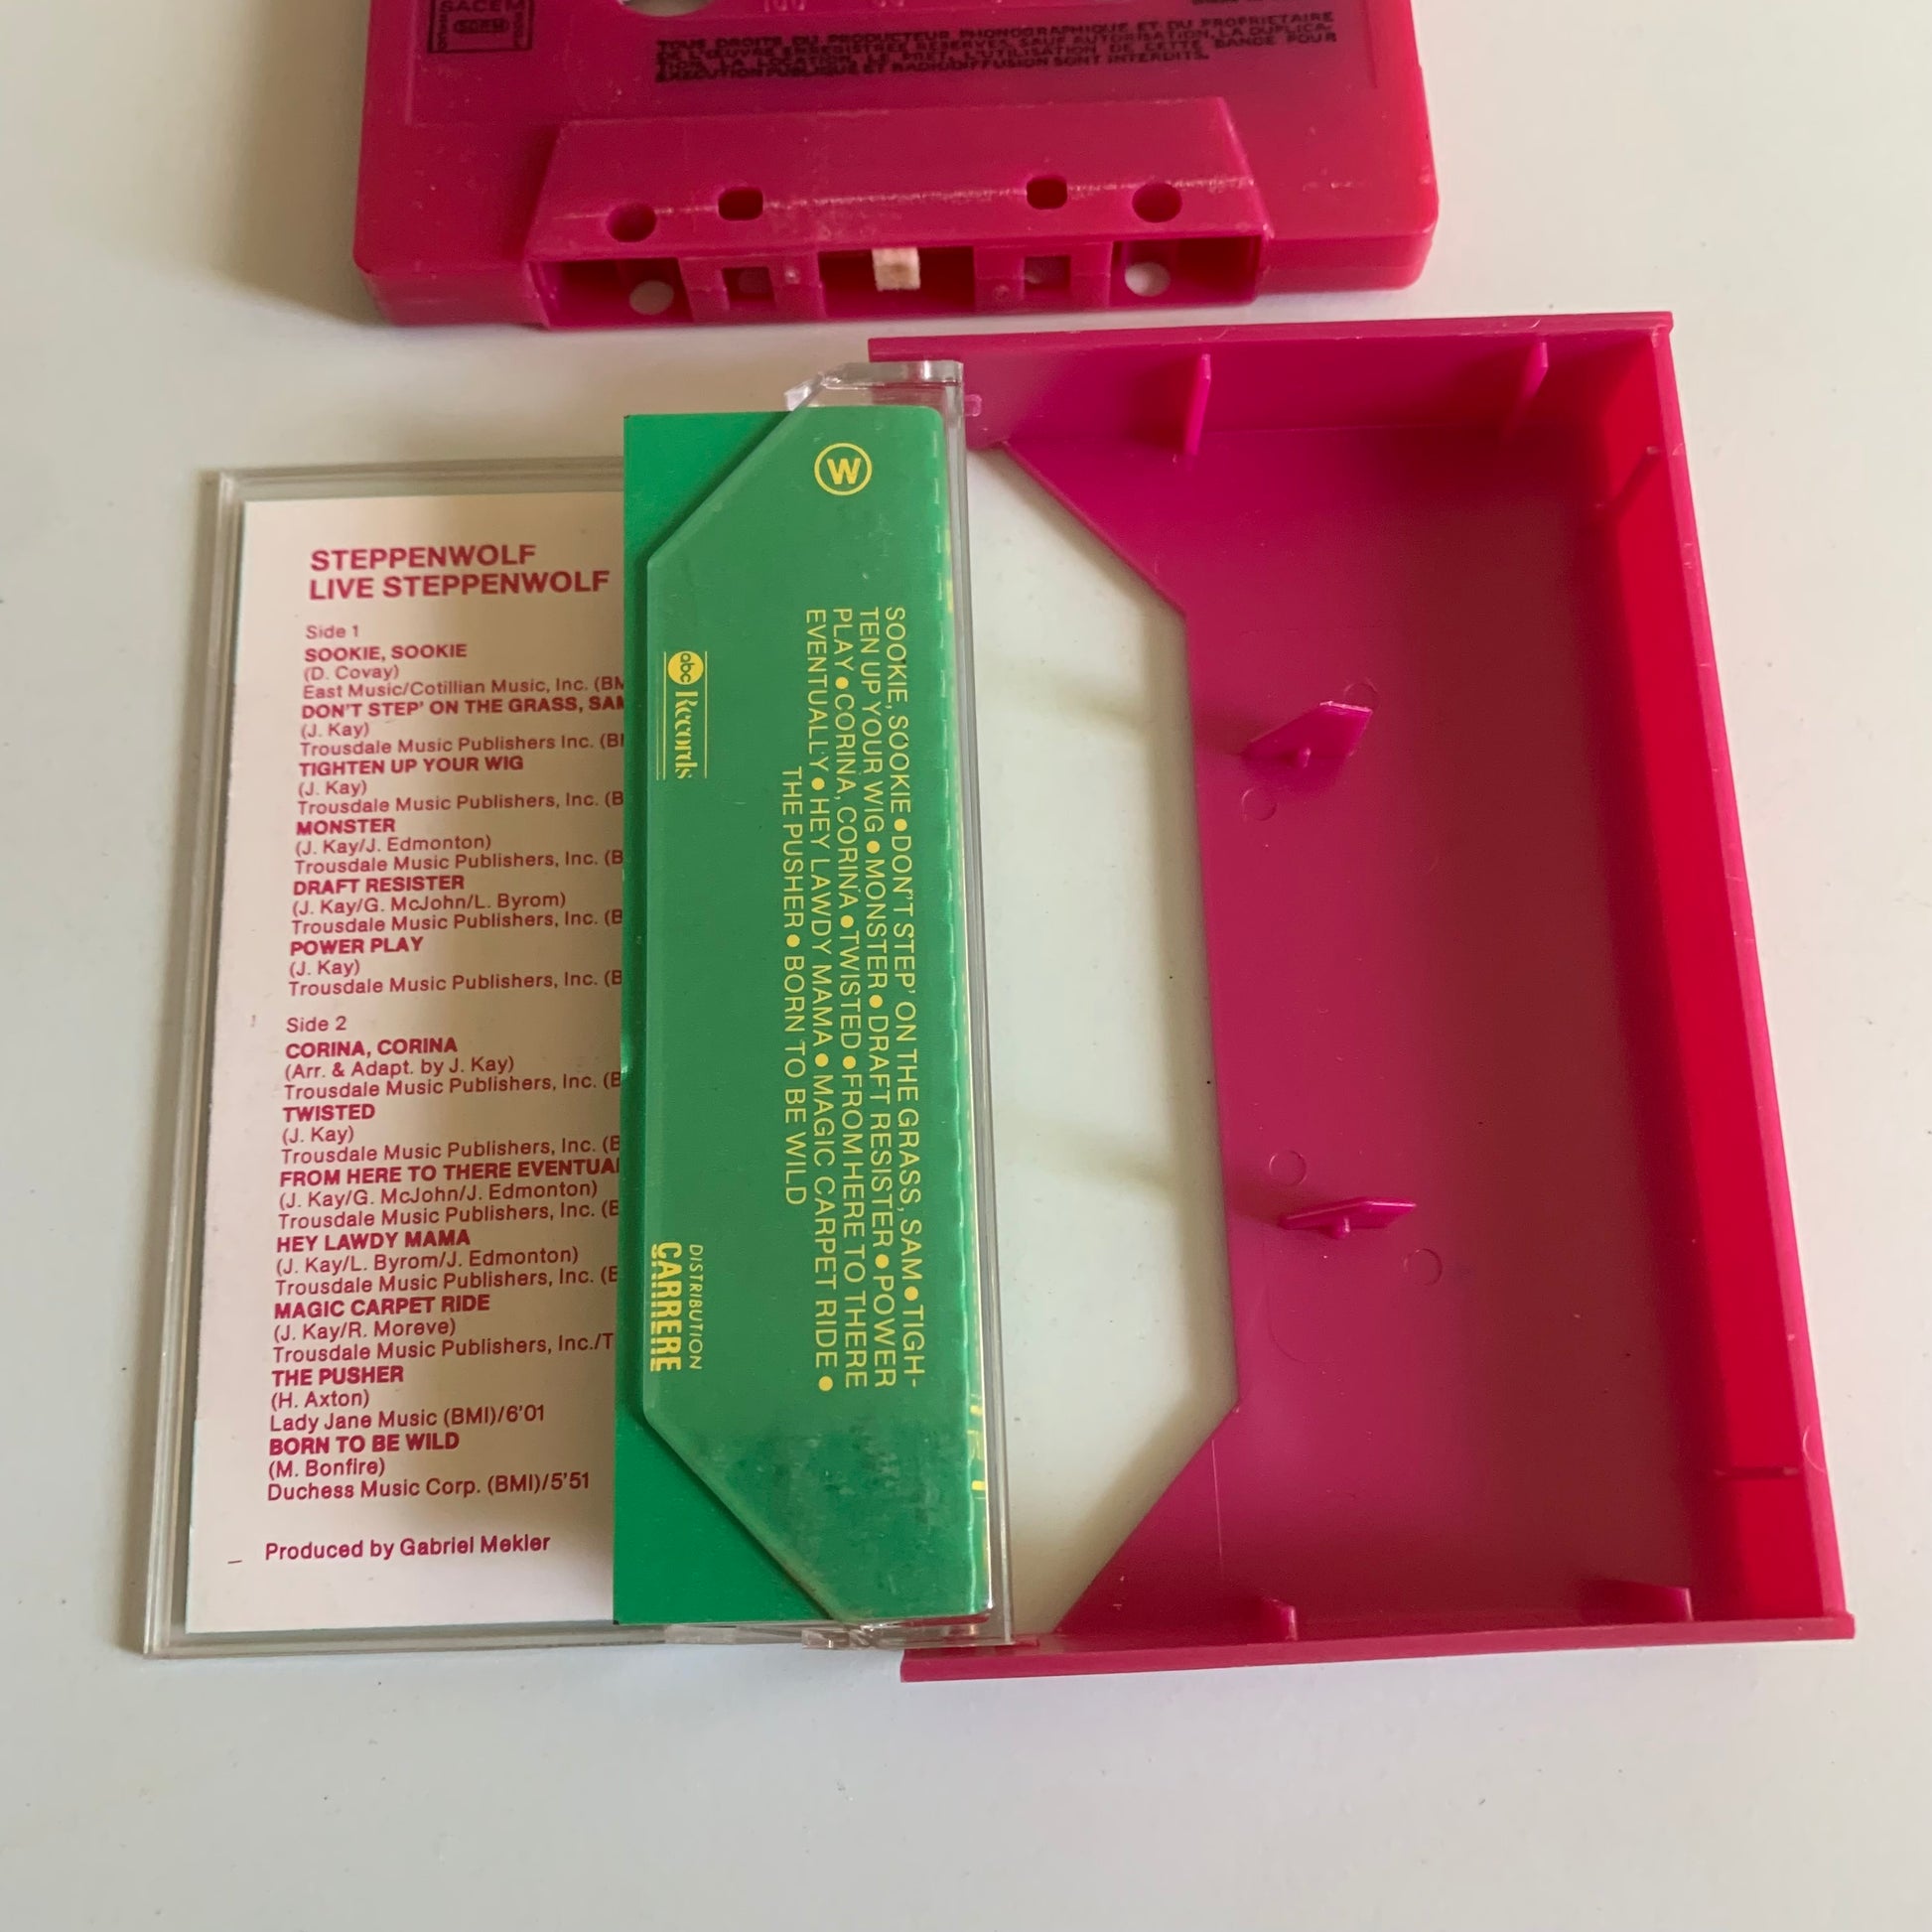 SACEM
SACEM
TOUS DROITS DU PRODUCTEUR PHONOGRAPHIQUE ET DU PROPRIETAIRE
DE L'ŒUVRE ENREGISTREE RESERVES. SAUF AUTORISATION, LA DUPLICA-
TION, LA LOCATION, LE PRET, L'UTILISATION DE CETTE BANDE POUR
EXECUTION PUBLIQUE ET RADIODIFFUSION SONT INTERDITS.
STEPPENWOLF
LIVE STEPPENWOLF
Side 1
SOOKIE, SOOKIE
(D. Covay)
East Music/Cotillian Music, Inc. (BM
DON'T STEP' ON THE GRASS, SAM
(J. Kay)
Trousdale Music Publishers Inc. (BM
TIGHTEN UP YOUR WIG
(J. Kay)
Trousdale Music Publishers, Inc. (B
MONSTER
(J. Kay/J. Edmonton)
Trousdale Music Publishers, Inc. (B
DRAFT RESISTER
(J. Kay/G. McJohn/L. Byrom)
Trousdale Music Publishers, Inc. (B
POWER PLAY
(J. Kay)
Trousdale Music Publishers, Inc. (B
Side 2
CORINA, CORINA
(Arr. & Adapt. by J. Kay)
Trousdale Music Publishers, Inc. (B
TWISTED
(J. Kay)
Trousdale Music Publishers, Inc. (B
FROM HERE TO THERE EVENTUAL
(J. Kay/G. McJohn/J. Edmonton)
Trousdale Music Publishers, Inc. (B
HEY LAWDY MAMA
(J. Kay/L. Byrom/J. Edmonton)
Trousdale Music Publishers, Inc. (B
MAGIC CARPET RIDE
(J. Kay/R. Moreve)
Trousdale Music Publishers, Inc./T
THE PUSHER
(H. Axton)
Lady Jane Music (BMI)/6'01
BORN TO BE WILD
(M. Bonfire)
Duchess Music Corp. (BMI)/5'51
Produced by Gabriel Mekler
W
SOOKIE, SOOKIE • DON'T STEP' ON THE GRASS, SAM • TIGH-
TEN UP YOUR WIG • MONSTER • DRAFT RESISTER • POWER
PLAY • CORINA, CORINA • TWISTED • FROM HERE TO THERE
EVENTUALLY • HEY LAWDY MAMA • MAGIC CARPET RIDE •
THE PUSHER • BORN TO BE WILD
abc Records
DISTRIBUTION
CARRERE